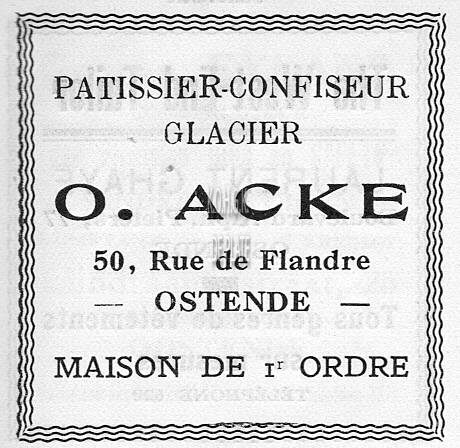 PATISSIER-CONFISEUR
GLACIER
O. ACKE
50, Rue de Flandre
— OSTENDE —
MAISON DE 1r ORDRE